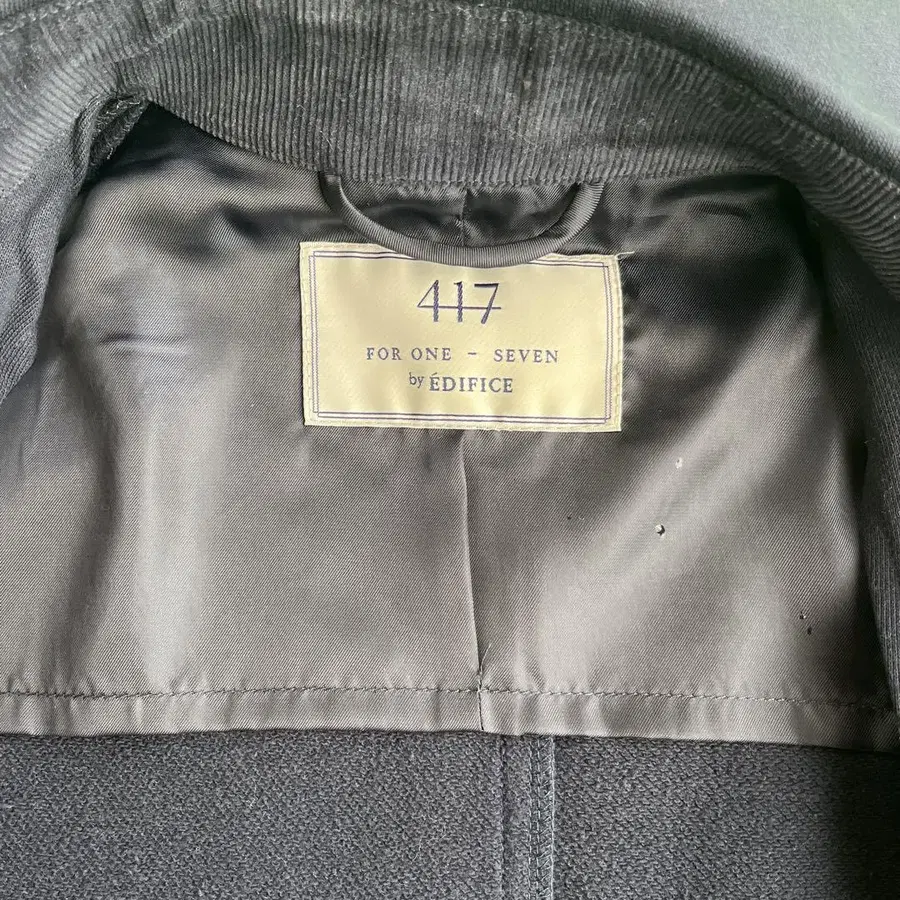 417
FOR ONE - SEVEN
by ÉDIFICE